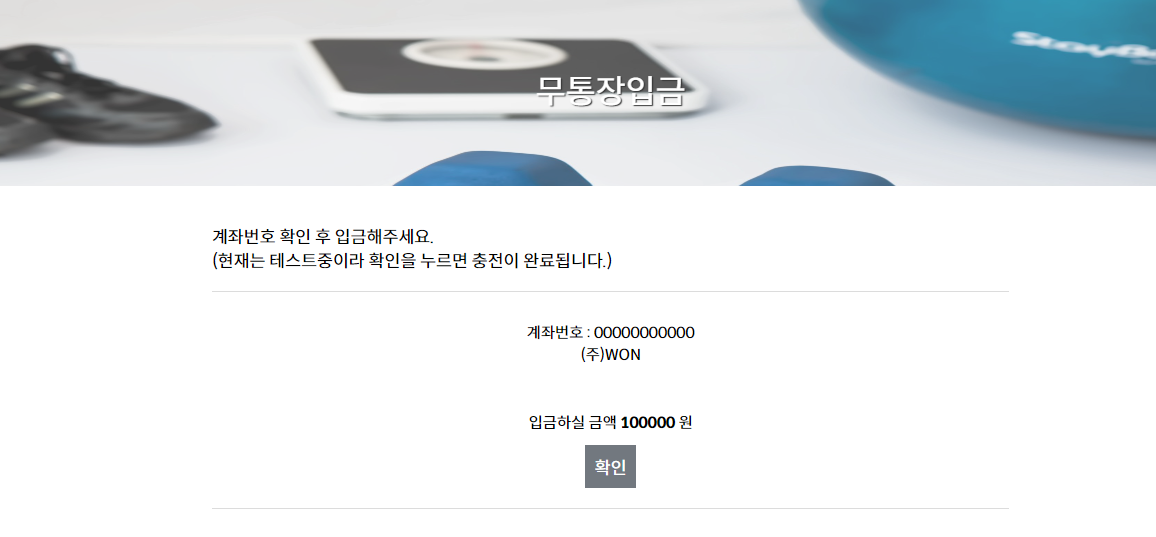 무통장입금
계좌번호 확인 후 입금해주세요.
(현재는 테스트중이라 확인을 누르면 충전이 완료됩니다.)
계좌번호 : 00000000000
(주)WON
입금하실 금액 100000 원
확인